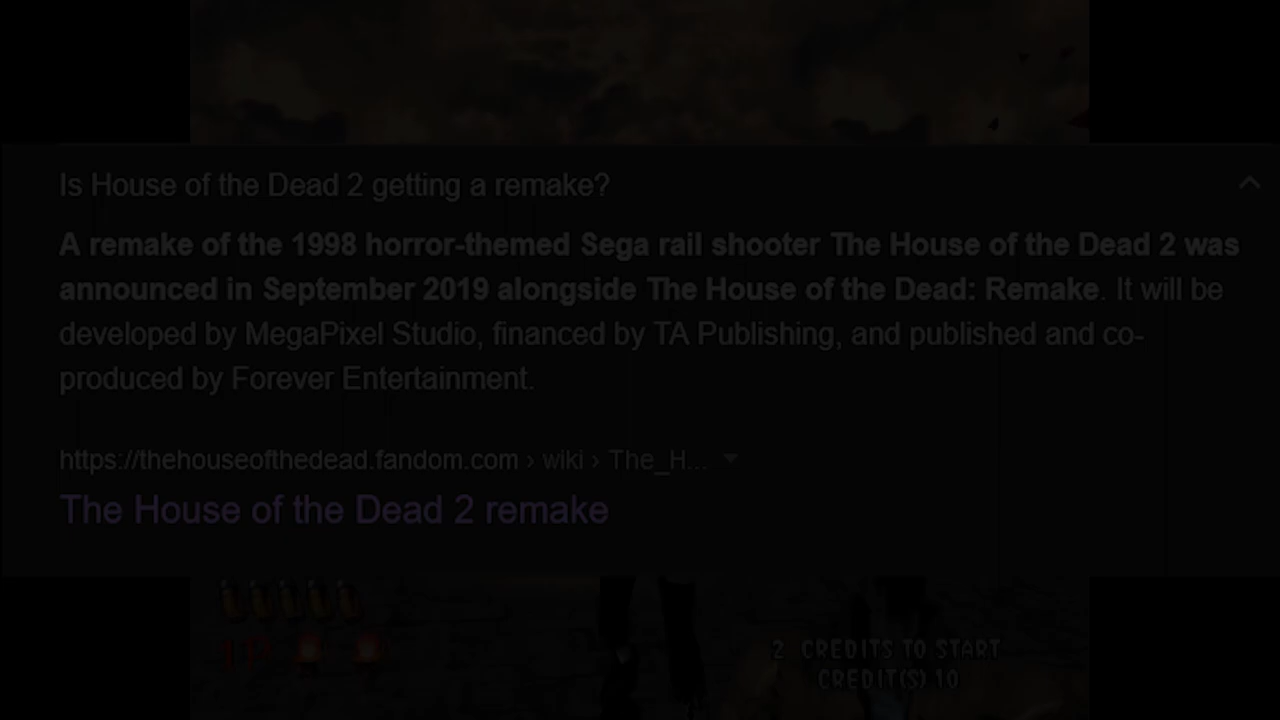 Is House of the Dead 2 getting a remake?
A remake of the 1998 horror-themed Sega rail shooter The House of the Dead 2 was
announced in September 2019 alongside The House of the Dead: Remake. It will be
developed by MegaPixel Studio, financed by TA Publishing, and published and co-
produced by Forever Entertainment.
https://thehouseofthedead.fandom.com › wiki › The_H...
The House of the Dead 2 remake
1P
2 CREDITS TO START
CREDIT(S) 10